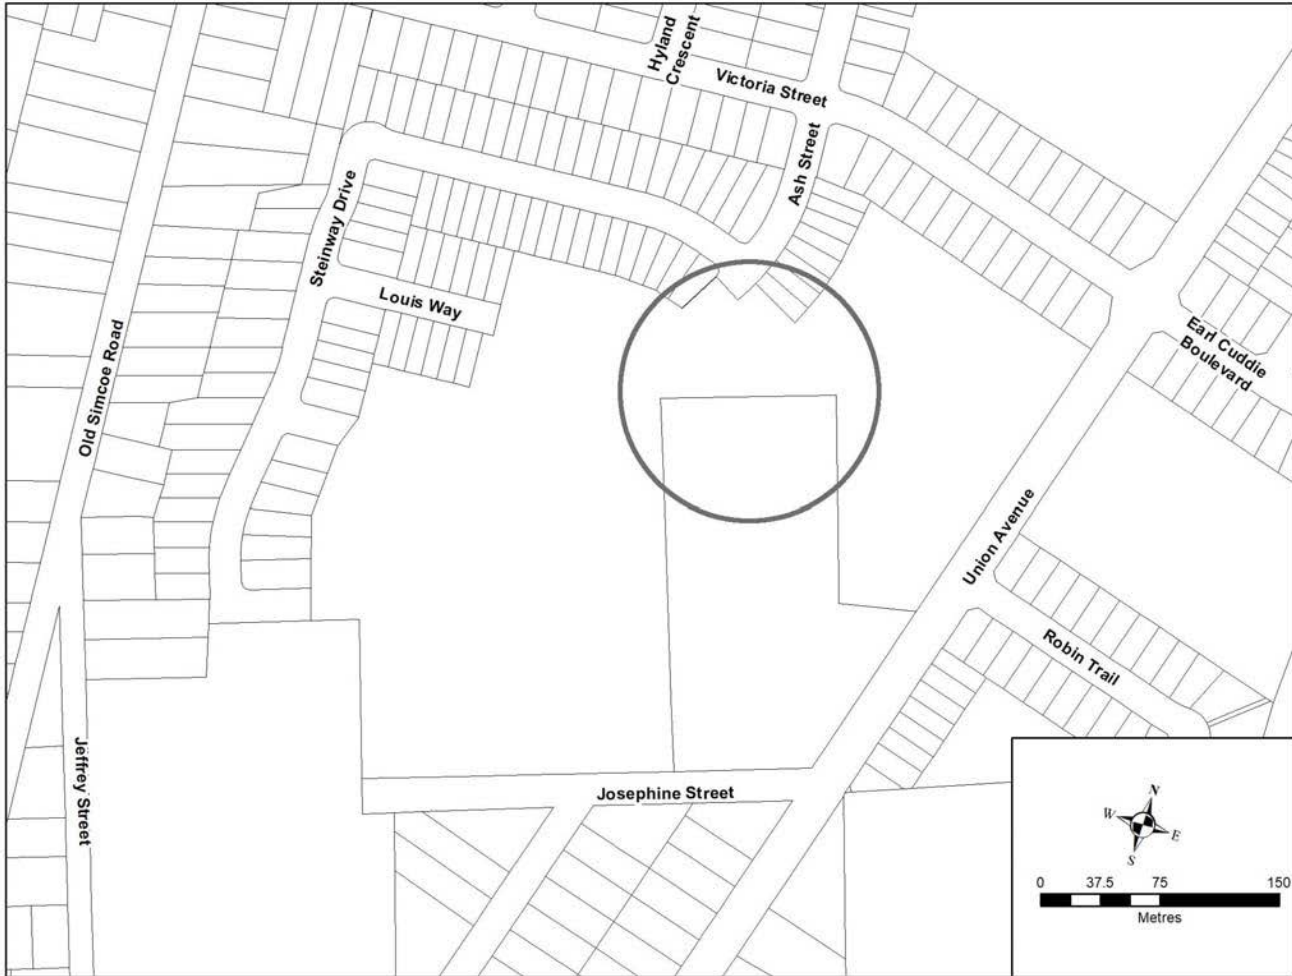 Hyland
Crescent
Victoria Street
Ash Street
Steinway Drive
Louis Way
Earl Cuddie
Boulevard
Old Simcoe Road
Union Avenue
Robin Trail
Jeffrey Street
Josephine Street
N
W
E
S
0 37.5 75 150
Metres